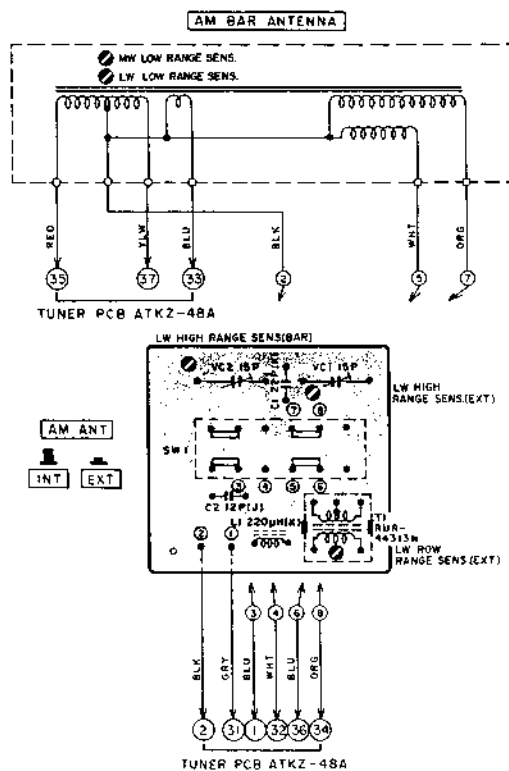 AM BAR ANTENNA
MW LOW RANGE SENS.
LW LOW RANGE SENS.
RED
YLW
BLU
BLK
WHT
ORG
35
37
33
2
5
7
TUNER PCB ATKZ-48A
LW HIGH RANGE SENS(BAR)
VC2 15P
VC1 15P
7 8
LW HIGH
RANGE SENS.(EXT)
AM ANT
INT EXT
SW1
3 4 5 6
C2 12P(J)
L1 220μH(K)
2 1
T1
RWR-
44313N
LW ROW
RANGE SENS.(EXT)
3 4 6 8
BLK
GRY
BLU
WHT
BLU
ORG
2 31 1 32 36 34
TUNER PCB ATKZ-48A